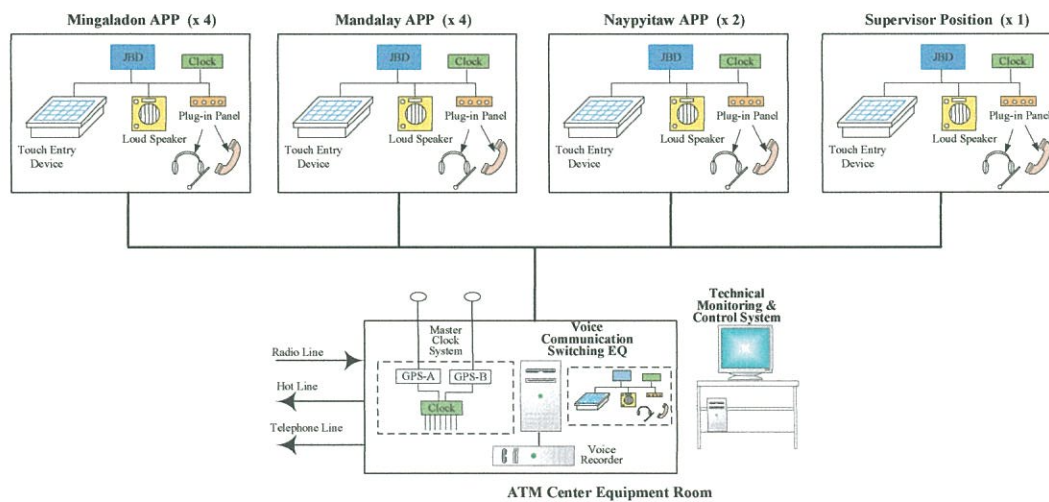 Mingaladon APP (x 4)
Mandalay APP (x 4)
Naypyitaw APP (x 2)
Supervisor Position (x 1)
JBD
Clock
Touch Entry
Device
Loud Speaker
Plug-in Panel
JBD
Clock
Touch Entry
Device
Loud Speaker
Plug-in Panel
JBD
Clock
Touch Entry
Device
Loud Speaker
Plug-in Panel
JBD
Clock
Touch Entry
Device
Loud Speaker
Plug-in Panel
Radio Line
Hot Line
Telephone Line
Master
Clock
System
GPS-A
GPS-B
Clock
Voice
Communication
Switching EQ
Voice
Recorder
Technical
Monitoring &
Control System
ATM Center Equipment Room